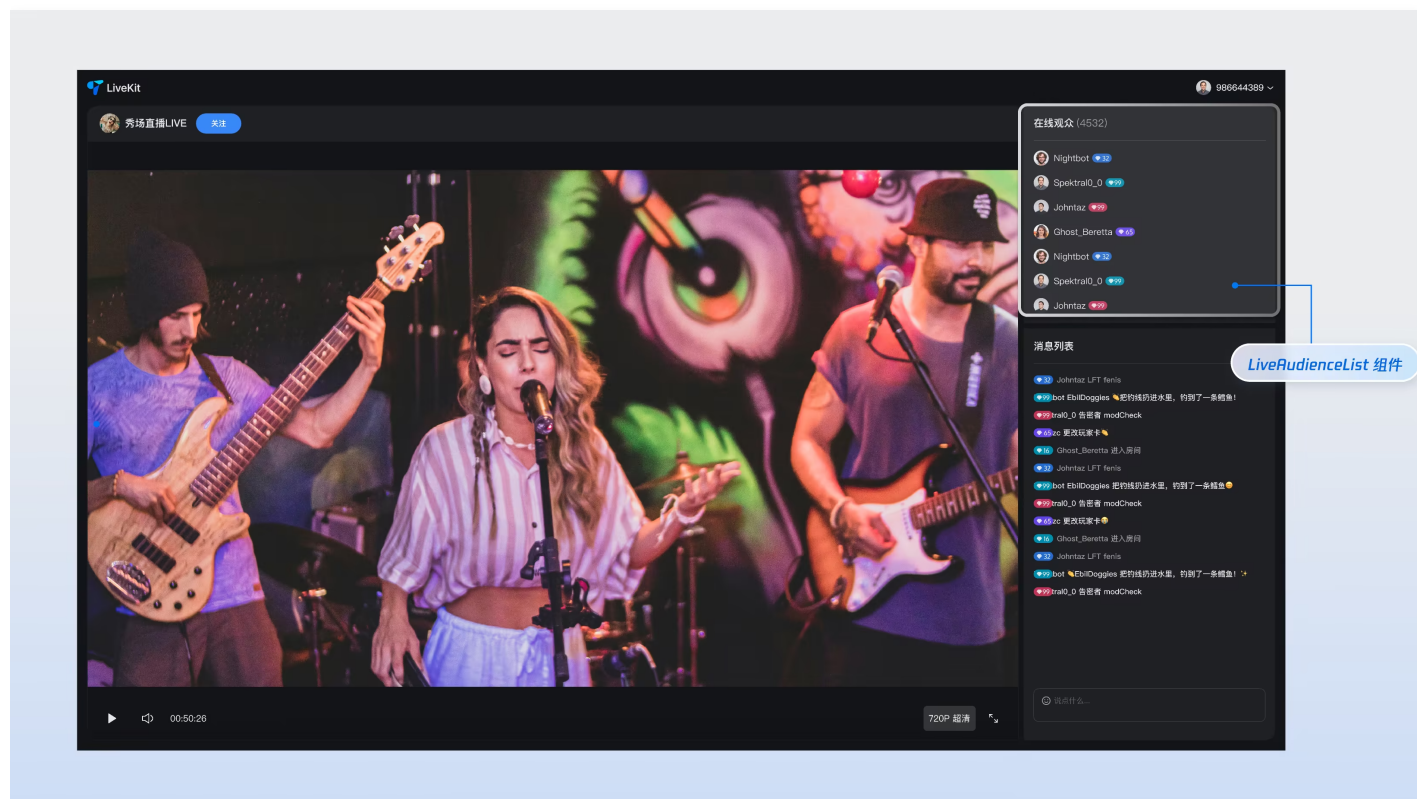 LiveKit
986644389
秀场直播LIVE
关注
在线观众 (4532)
Nightbot 32
Spektral0_0 99
Johntaz 99
Ghost_Beretta 65
Nightbot 32
Spektral0_0 99
Johntaz 99
LiveAudienceList 组件
消息列表
32 Johntaz LFT fenis
99 bot EbilDoggies 把钓线扔进水里，钓到了一条鳕鱼！
99 tral0_0 告密者 modCheck
65 zc 更改玩家卡
16 Ghost_Beretta 进入房间
32 Johntaz LFT fenis
99 bot EbilDoggies 把钓线扔进水里，钓到了一条鳕鱼
99 tral0_0 告密者 modCheck
65 zc 更改玩家卡
16 Ghost_Beretta 进入房间
32 Johntaz LFT fenis
99 bot EbilDoggies 把钓线扔进水里，钓到了一条鳕鱼！
99 tral0_0 告密者 modCheck
说点什么...
00:50:26
720P 超清